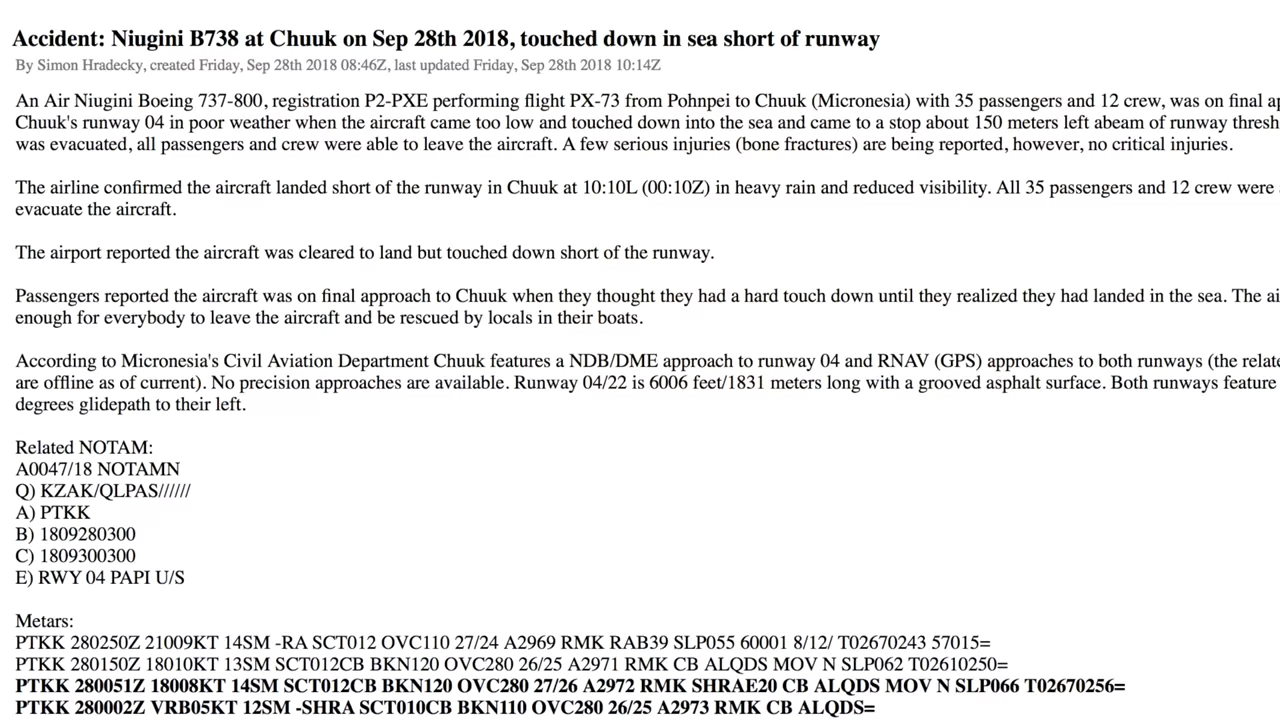 Accident: Niugini B738 at Chuuk on Sep 28th 2018, touched down in sea short of runway
By Simon Hradecky, created Friday, Sep 28th 2018 08:46Z, last updated Friday, Sep 28th 2018 10:14Z
An Air Niugini Boeing 737-800, registration P2-PXE performing flight PX-73 from Pohnpei to Chuuk (Micronesia) with 35 passengers and 12 crew, was on final
Chuuk's runway 04 in poor weather when the aircraft came too low and touched down into the sea and came to a stop about 150 meters left abeam of runway
was evacuated, all passengers and crew were able to leave the aircraft. A few serious injuries (bone fractures) are being reported, however, no critical injuries.
The airline confirmed the aircraft landed short of the runway in Chuuk at 10:10L (00:10Z) in heavy rain and reduced visibility. All 35 passengers and 12 crew were
evacuate the aircraft.
The airport reported the aircraft was cleared to land but touched down short of the runway.
Passengers reported the aircraft was on final approach to Chuuk when they thought they had a hard touch down until they realized they had landed in the sea. The
enough for everybody to leave the aircraft and be rescued by locals in their boats.
According to Micronesia's Civil Aviation Department Chuuk features a NDB/DME approach to runway 04 and RNAV (GPS) approaches to both runways (the
are offline as of current). No precision approaches are available. Runway 04/22 is 6006 feet/1831 meters long with a grooved asphalt surface. Both runways feature
degrees glidepath to their left.
Related NOTAM:
A0047/18 NOTAMN
Q) KZAK/QLPAS//////
A) PTKK
B) 1809280300
C) 1809300300
E) RWY 04 PAPI U/S
Metars:
PTKK 280250Z 21009KT 14SM -RA SCT012 OVC110 27/24 A2969 RMK RAB39 SLP055 60001 8/12/ T02670243 57015=
PTKK 280150Z 18010KT 13SM SCT012CB BKN120 OVC280 26/25 A2971 RMK CB ALQDS MOV N SLP062 T02610250=
PTKK 280051Z 18008KT 14SM SCT012CB BKN120 OVC280 27/26 A2972 RMK SHRAE20 CB ALQDS MOV N SLP066 T02670256=
PTKK 280002Z VRB05KT 12SM -SHRA SCT010CB BKN110 OVC280 26/25 A2973 RMK CB ALQDS=